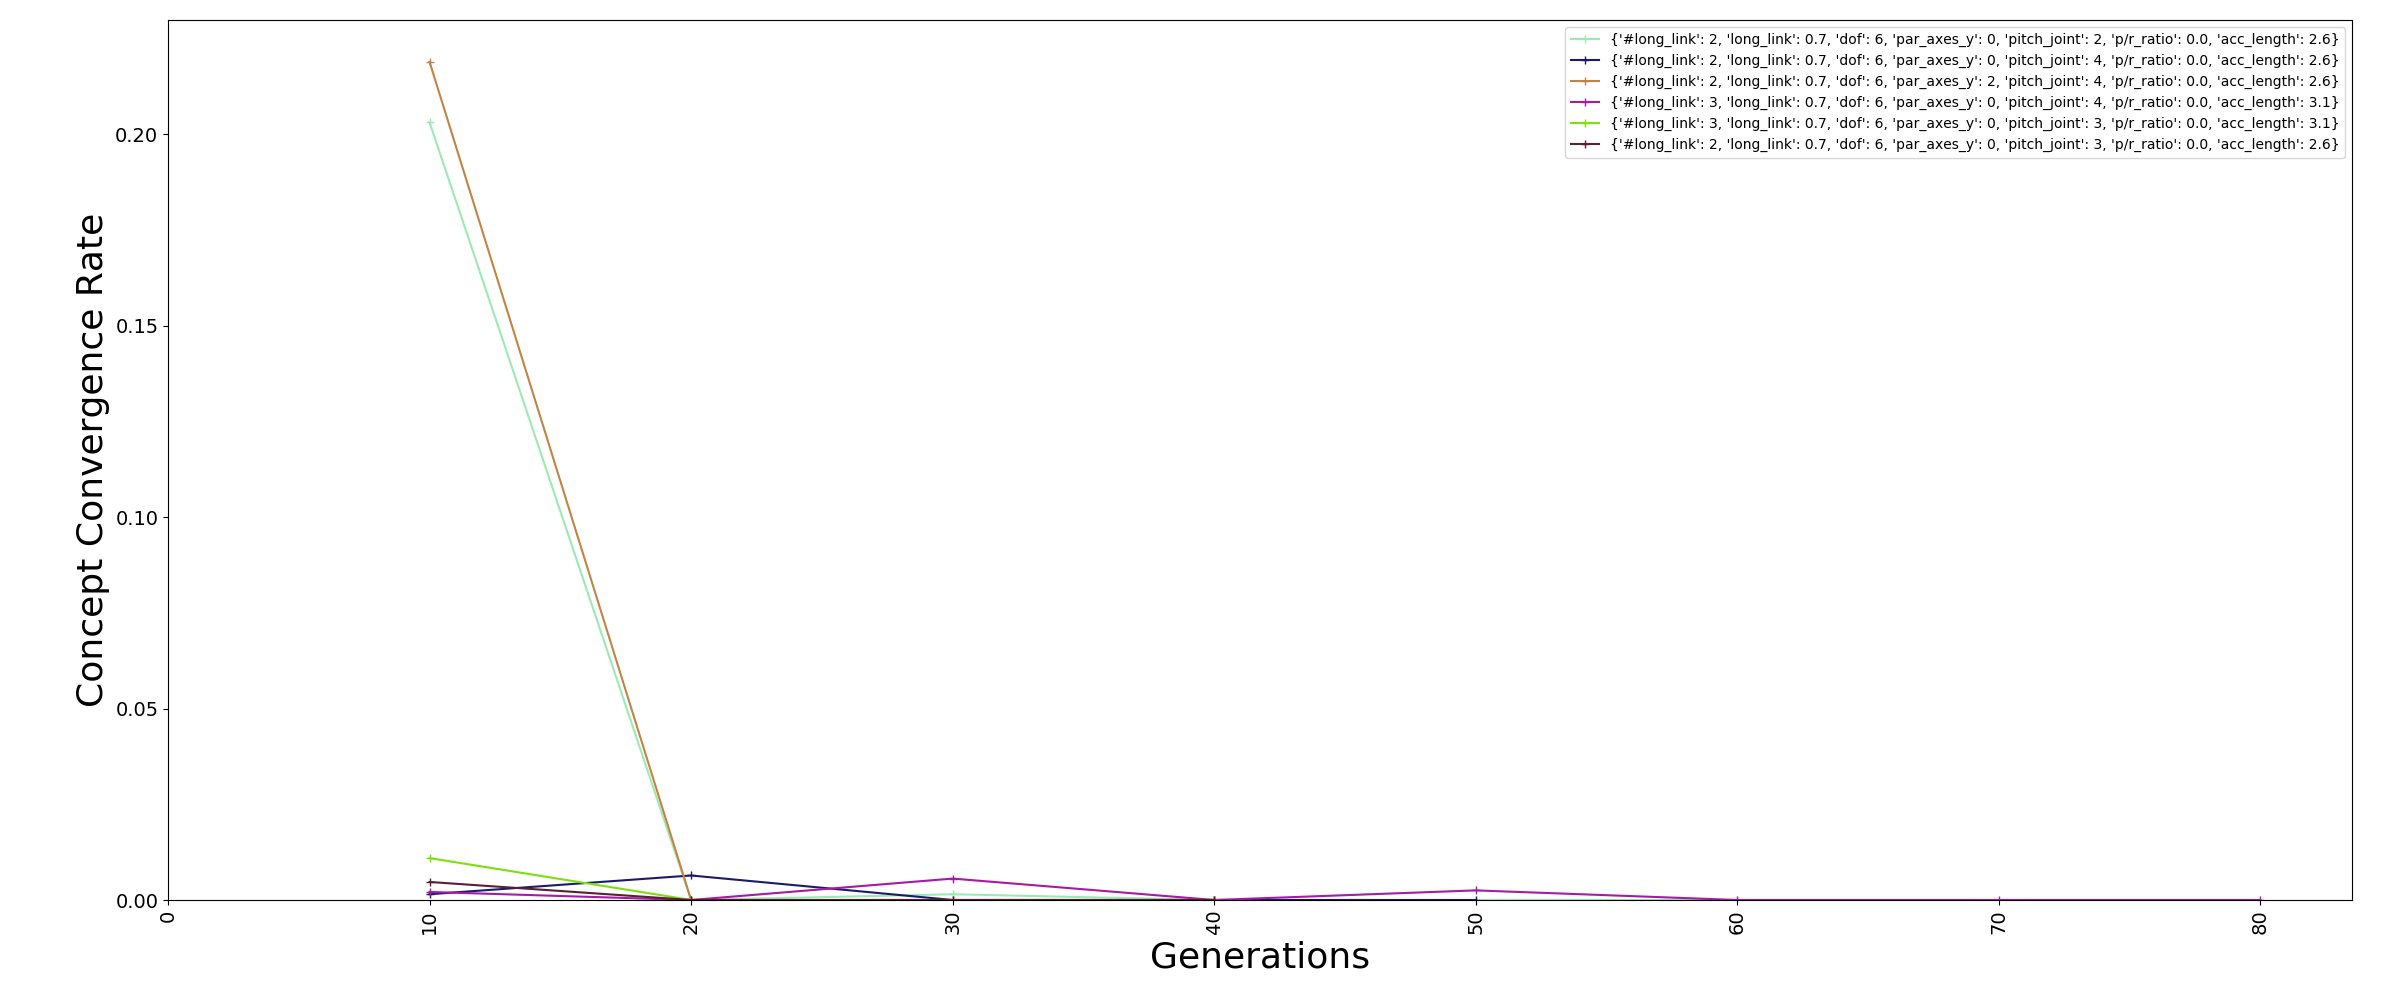 {'#long_link': 2, 'long_link': 0.7, 'dof': 6, 'par_axes_y': 0, 'pitch_joint': 2, 'p/r_ratio': 0.0, 'acc_length': 2.6}
{'#long_link': 2, 'long_link': 0.7, 'dof': 6, 'par_axes_y': 0, 'pitch_joint': 4, 'p/r_ratio': 0.0, 'acc_length': 2.6}
{'#long_link': 2, 'long_link': 0.7, 'dof': 6, 'par_axes_y': 2, 'pitch_joint': 4, 'p/r_ratio': 0.0, 'acc_length': 2.6}
{'#long_link': 3, 'long_link': 0.7, 'dof': 6, 'par_axes_y': 0, 'pitch_joint': 4, 'p/r_ratio': 0.0, 'acc_length': 3.1}
{'#long_link': 3, 'long_link': 0.7, 'dof': 6, 'par_axes_y': 0, 'pitch_joint': 3, 'p/r_ratio': 0.0, 'acc_length': 3.1}
{'#long_link': 2, 'long_link': 0.7, 'dof': 6, 'par_axes_y': 0, 'pitch_joint': 3, 'p/r_ratio': 0.0, 'acc_length': 2.6}
Concept Convergence Rate
0.20
0.15
0.10
0.05
0.00
0 10 20 30 40 50 60 70 80
Generations